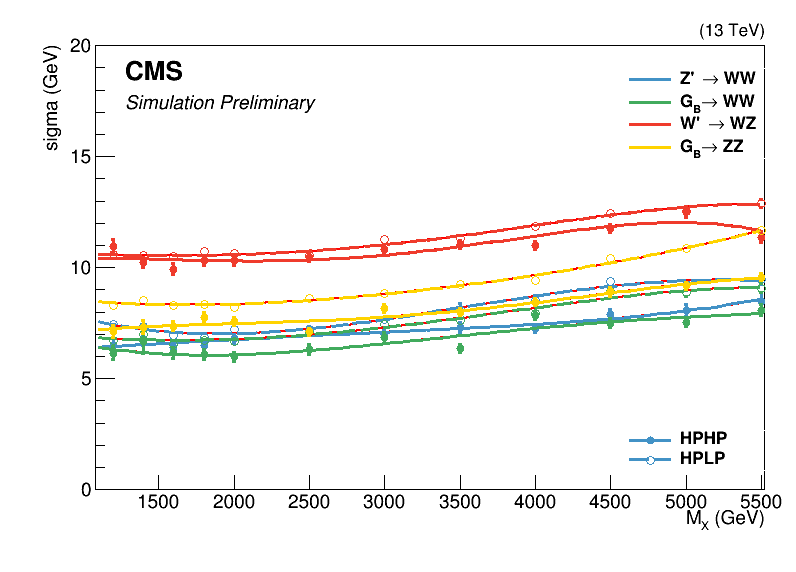 (13 TeV)
sigma (GeV)
CMS
Simulation Preliminary
Z' → WW
G_B → WW
W' → WZ
G_B → ZZ
20
15
10
5
0
HPHP
HPLP
1500 2000 2500 3000 3500 4000 4500 5000 5500
M_X (GeV)